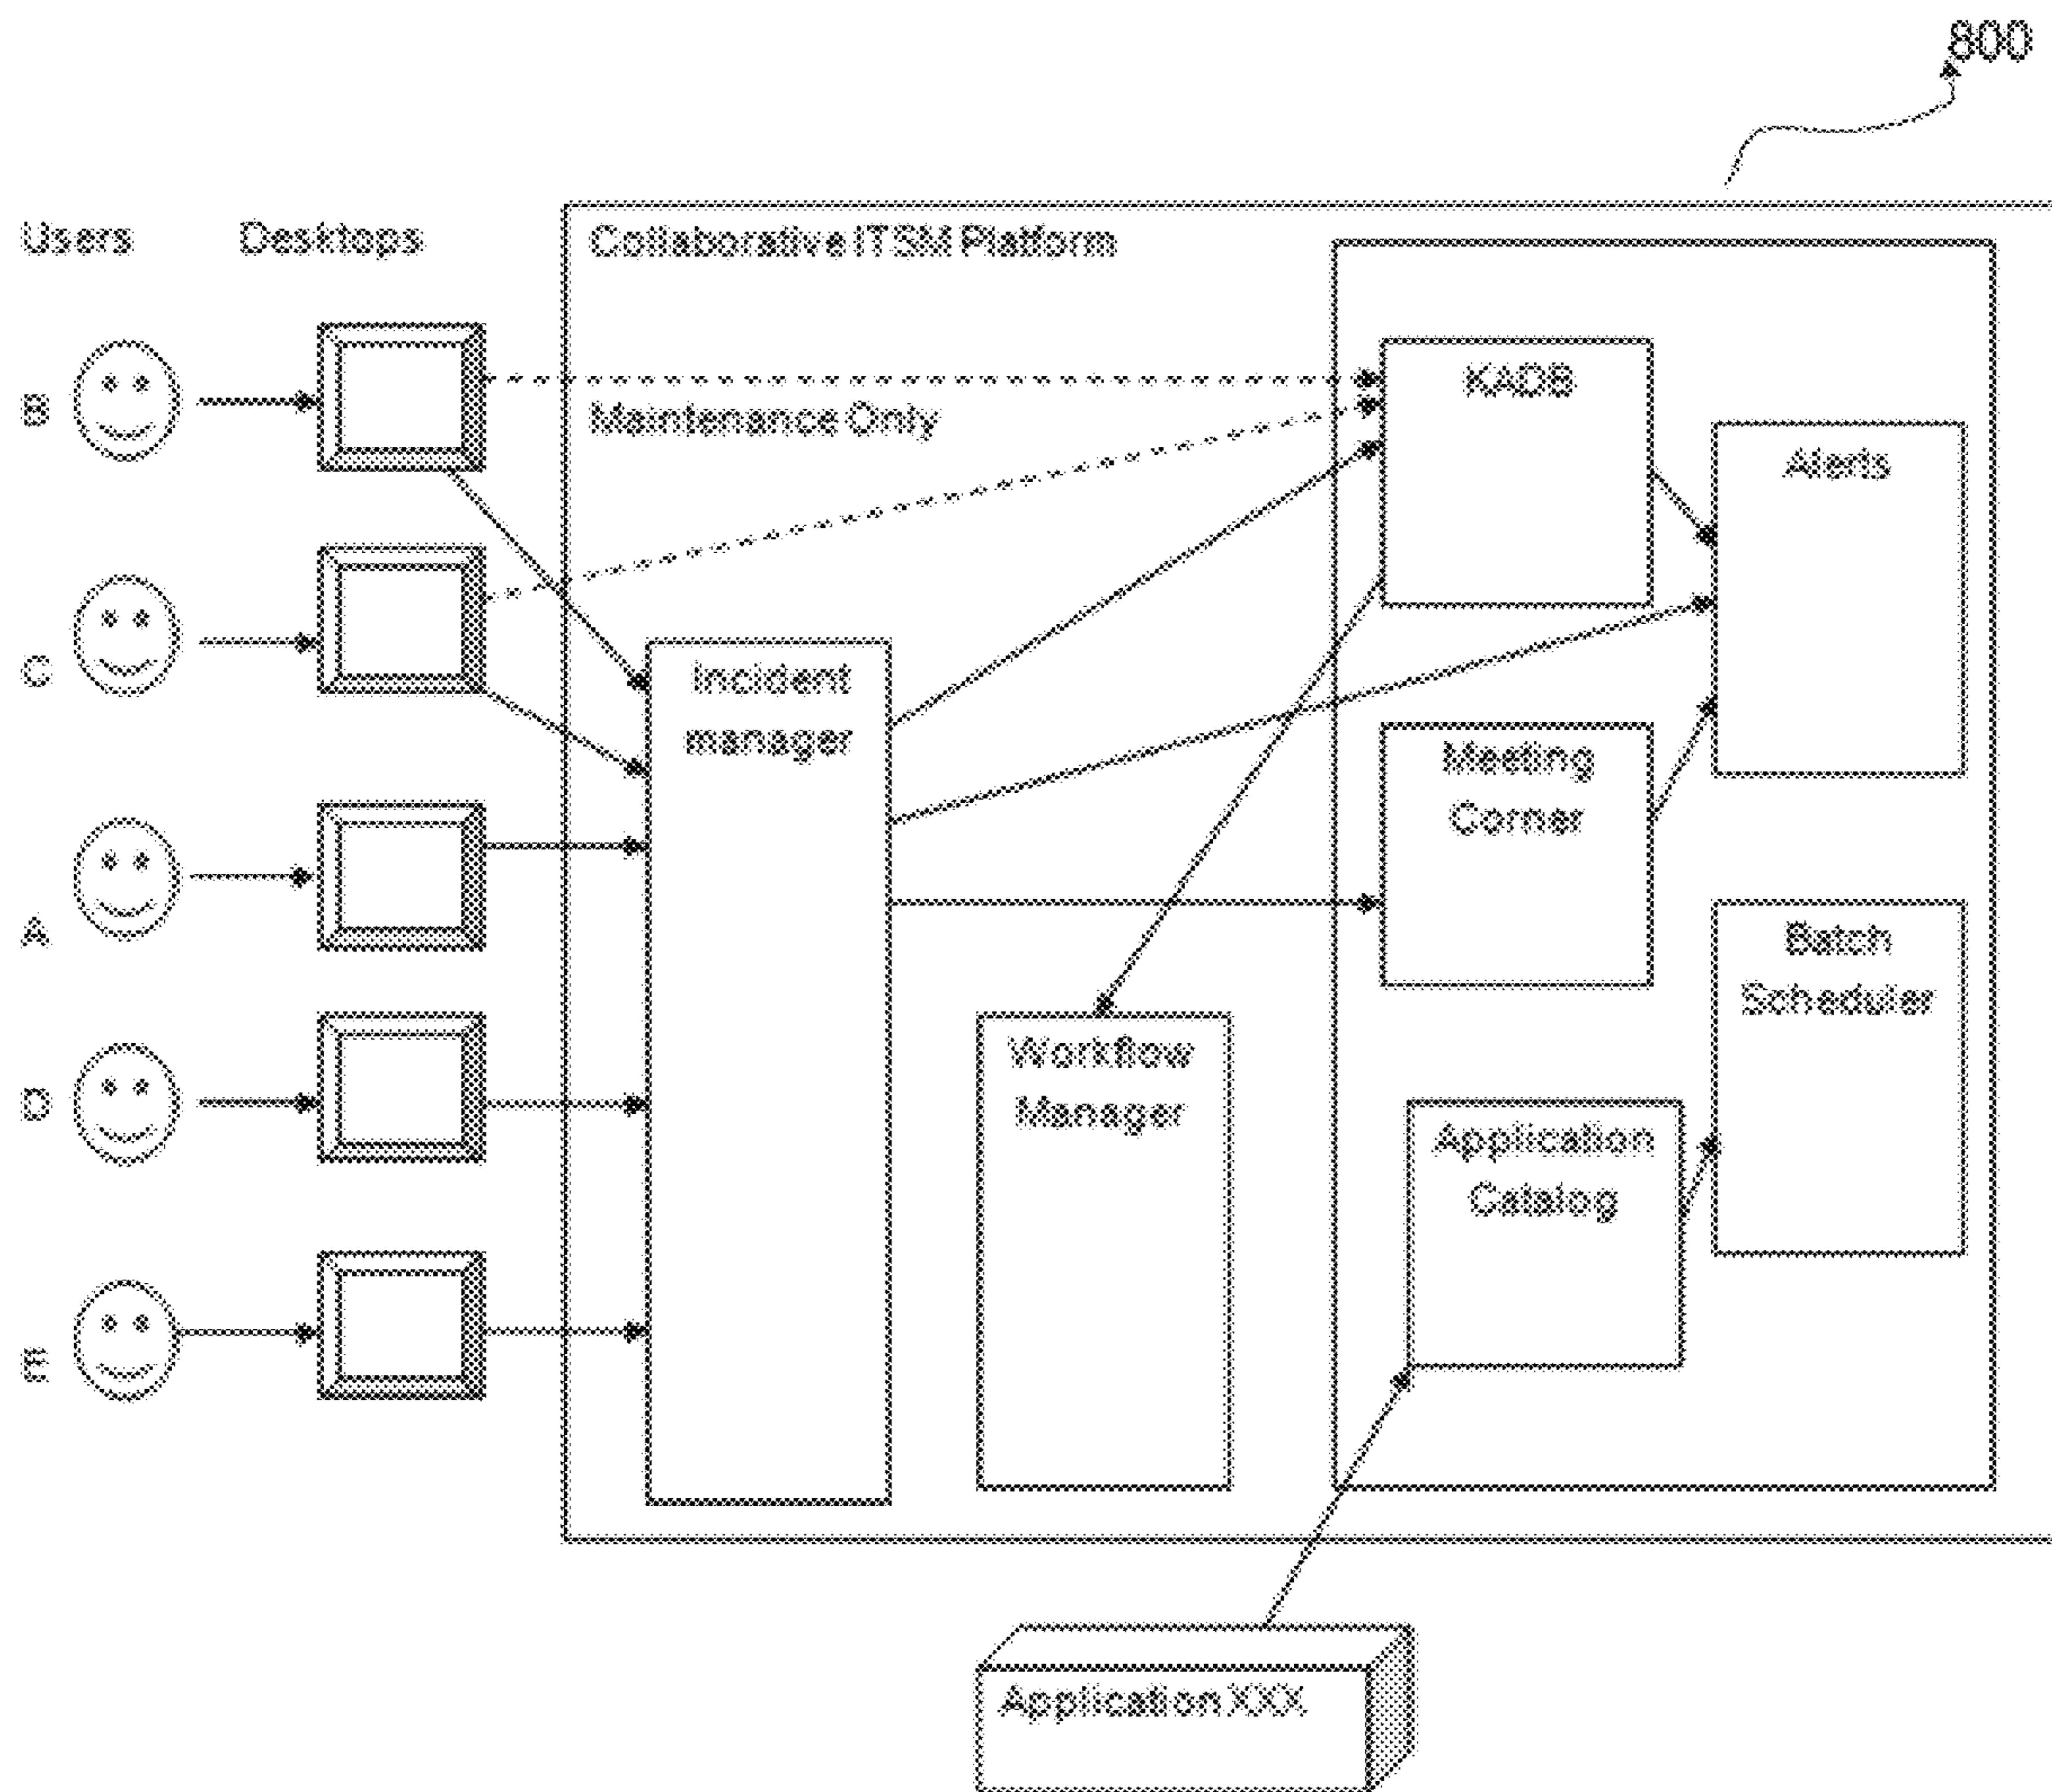 800
Users
Desktops
Collaborative ITSM Platform
B
Maintenance Only
KADB
Alerts
C
Incident
manager
Meeting
Corner
A
Batch
Scheduler
Workflow
Manager
D
Application
Catalog
E
Application XXX